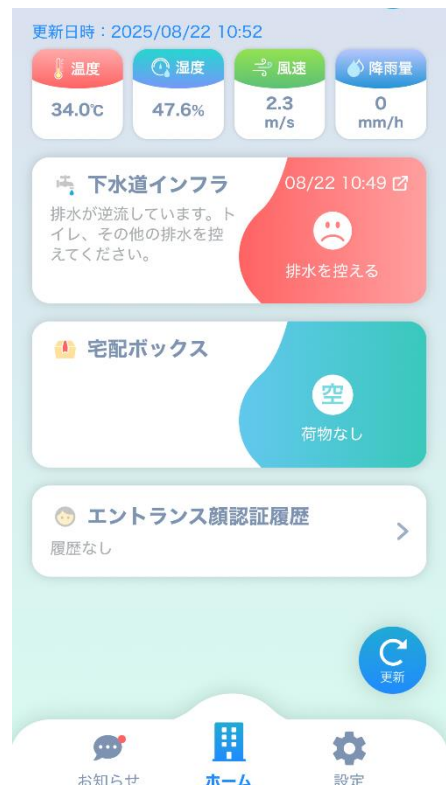 更新日時：2025/08/22 10:52
温度
湿度
風速
降雨量
34.0℃
47.6%
2.3
m/s
0
mm/h
下水道インフラ
08/22 10:49
排水が逆流しています。ト
イレ、その他の排水を控
えてください。
排水を控える
宅配ボックス
空
荷物なし
エントランス顔認証履歴
履歴なし
更新
お知らせ
ホーム
設定